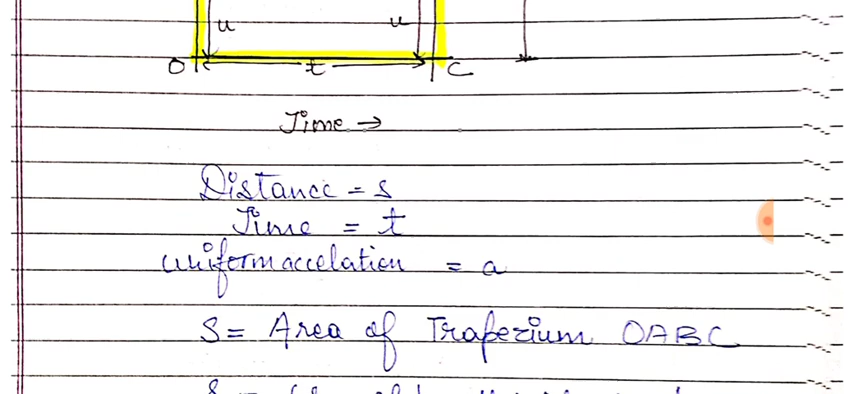 u u
O t C
Time →
Distance = s
Time = t
uniform accelation = a
S = Area of Trapezium OABC